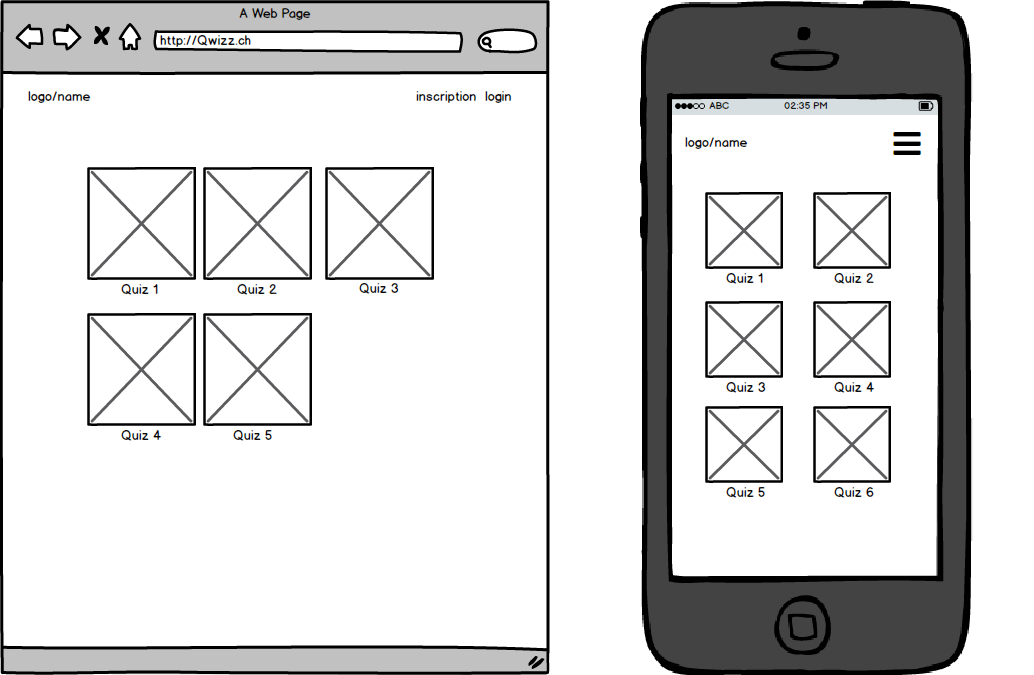 A Web Page
http://Qwizz.ch
logo/name
inscription login
Quiz 1
Quiz 2
Quiz 3
Quiz 4
Quiz 5
ABC
02:35 PM
logo/name
Quiz 1
Quiz 2
Quiz 3
Quiz 4
Quiz 5
Quiz 6